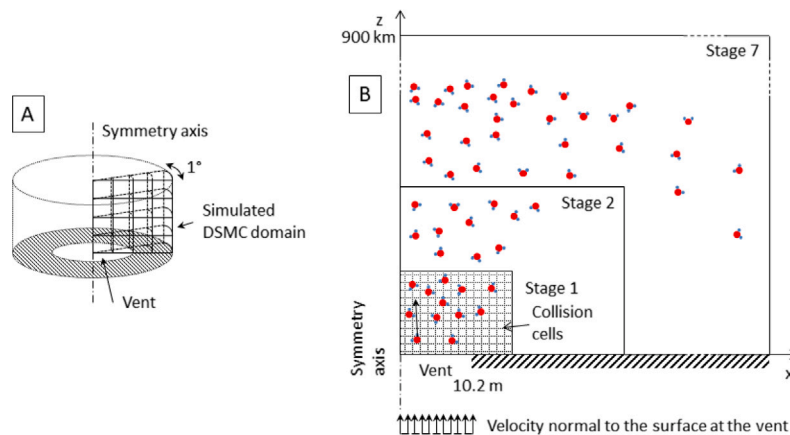 A
Symmetry axis
1°
Simulated
DSMC domain
Vent
B
z
900 km
Stage 7
Stage 2
Stage 1
Collision
cells
Symmetry
axis
Vent
10.2 m
x
Velocity normal to the surface at the vent